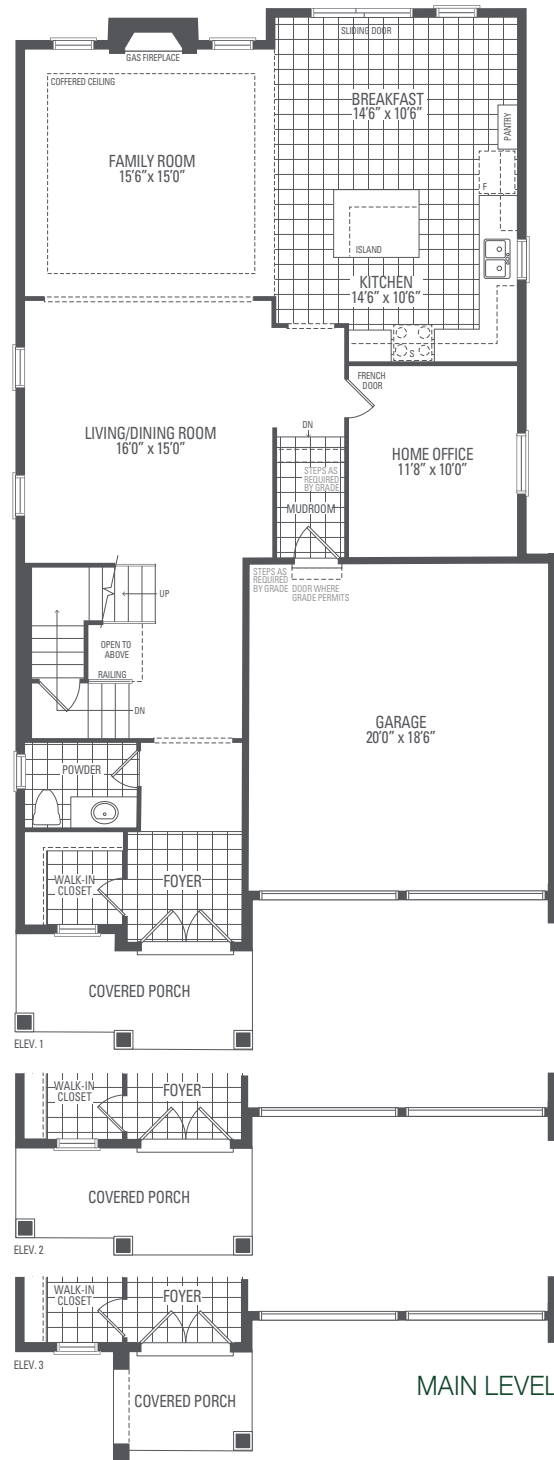 SLIDING DOOR
GAS FIREPLACE
COFFERED CEILING
BREAKFAST
14'6" x 10'6"
PANTRY
FAMILY ROOM
15'6" x 15'0"
F
ISLAND
KITCHEN
14'6" x 10'6"
S
FRENCH
DOOR
DN
LIVING/DINING ROOM
16'0" x 15'0"
HOME OFFICE
11'8" x 10'0"
STEPS AS
REQUIRED
BY GRADE
MUDROOM
STEPS AS
REQUIRED
BY GRADE
DOOR WHERE
GRADE PERMITS
UP
OPEN TO
ABOVE
RAILING
DN
GARAGE
20'0" x 18'6"
POWDER
WALK-IN
CLOSET
FOYER
COVERED PORCH
ELEV. 1
WALK-IN
CLOSET
FOYER
COVERED PORCH
ELEV. 2
WALK-IN
CLOSET
FOYER
ELEV. 3
COVERED PORCH
MAIN LEVEL